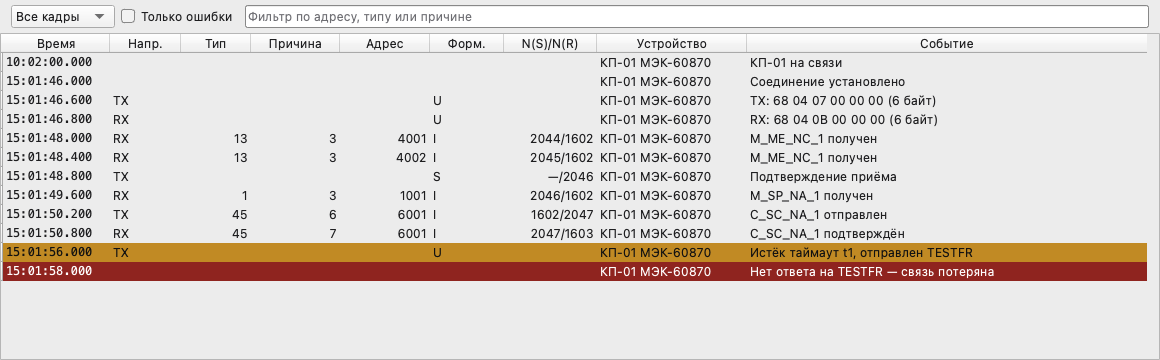 Все кадры Только ошибки Фильтр по адресу, типу или причине
Время Напр. Тип Причина Адрес Форм. N(S)/N(R) Устройство Событие
10:02:00.000 КП-01 МЭК-60870 КП-01 на связи
15:01:46.000 КП-01 МЭК-60870 Соединение установлено
15:01:46.600 TX U КП-01 МЭК-60870 TX: 68 04 07 00 00 00 (6 байт)
15:01:46.800 RX U КП-01 МЭК-60870 RX: 68 04 0B 00 00 00 (6 байт)
15:01:48.000 RX 13 3 4001 I 2044/1602 КП-01 МЭК-60870 M_ME_NC_1 получен
15:01:48.400 RX 13 3 4002 I 2045/1602 КП-01 МЭК-60870 M_ME_NC_1 получен
15:01:48.800 TX S —/2046 КП-01 МЭК-60870 Подтверждение приёма
15:01:49.600 RX 1 3 1001 I 2046/1602 КП-01 МЭК-60870 M_SP_NA_1 получен
15:01:50.200 TX 45 6 6001 I 1602/2047 КП-01 МЭК-60870 C_SC_NA_1 отправлен
15:01:50.800 RX 45 7 6001 I 2047/1603 КП-01 МЭК-60870 C_SC_NA_1 подтверждён
15:01:56.000 TX U КП-01 МЭК-60870 Истёк таймаут t1, отправлен TESTFR
15:01:58.000 КП-01 МЭК-60870 Нет ответа на TESTFR — связь потеряна